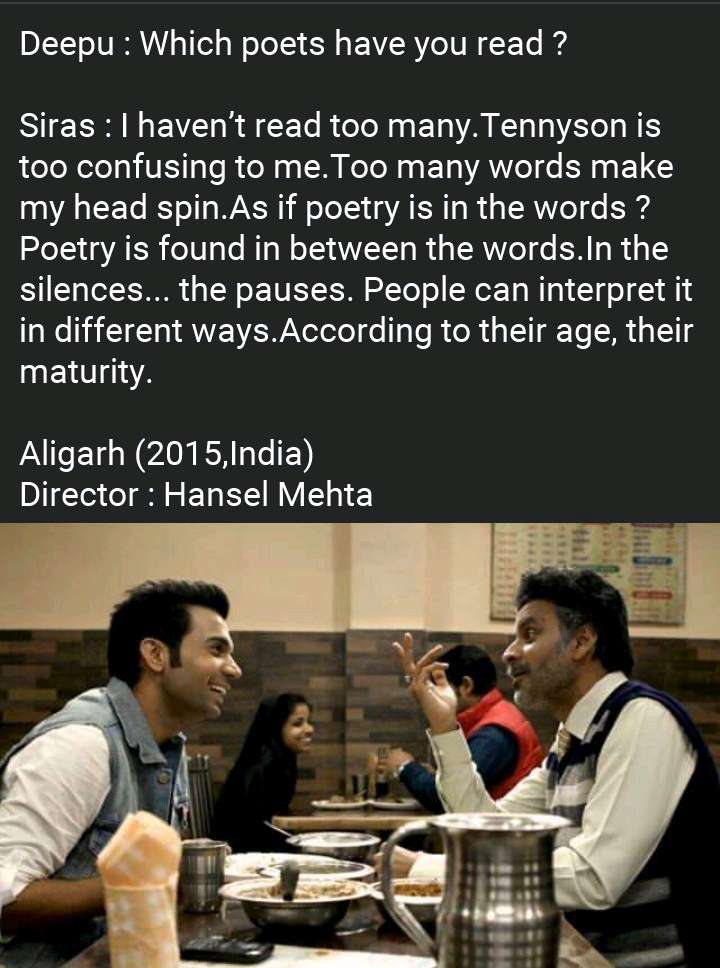 Deepu : Which poets have you read ?
Siras : I haven’t read too many.Tennyson is
too confusing to me.Too many words make
my head spin.As if poetry is in the words ?
Poetry is found in between the words.In the
silences... the pauses. People can interpret it
in different ways.According to their age, their
maturity.
Aligarh (2015,India)
Director : Hansel Mehta